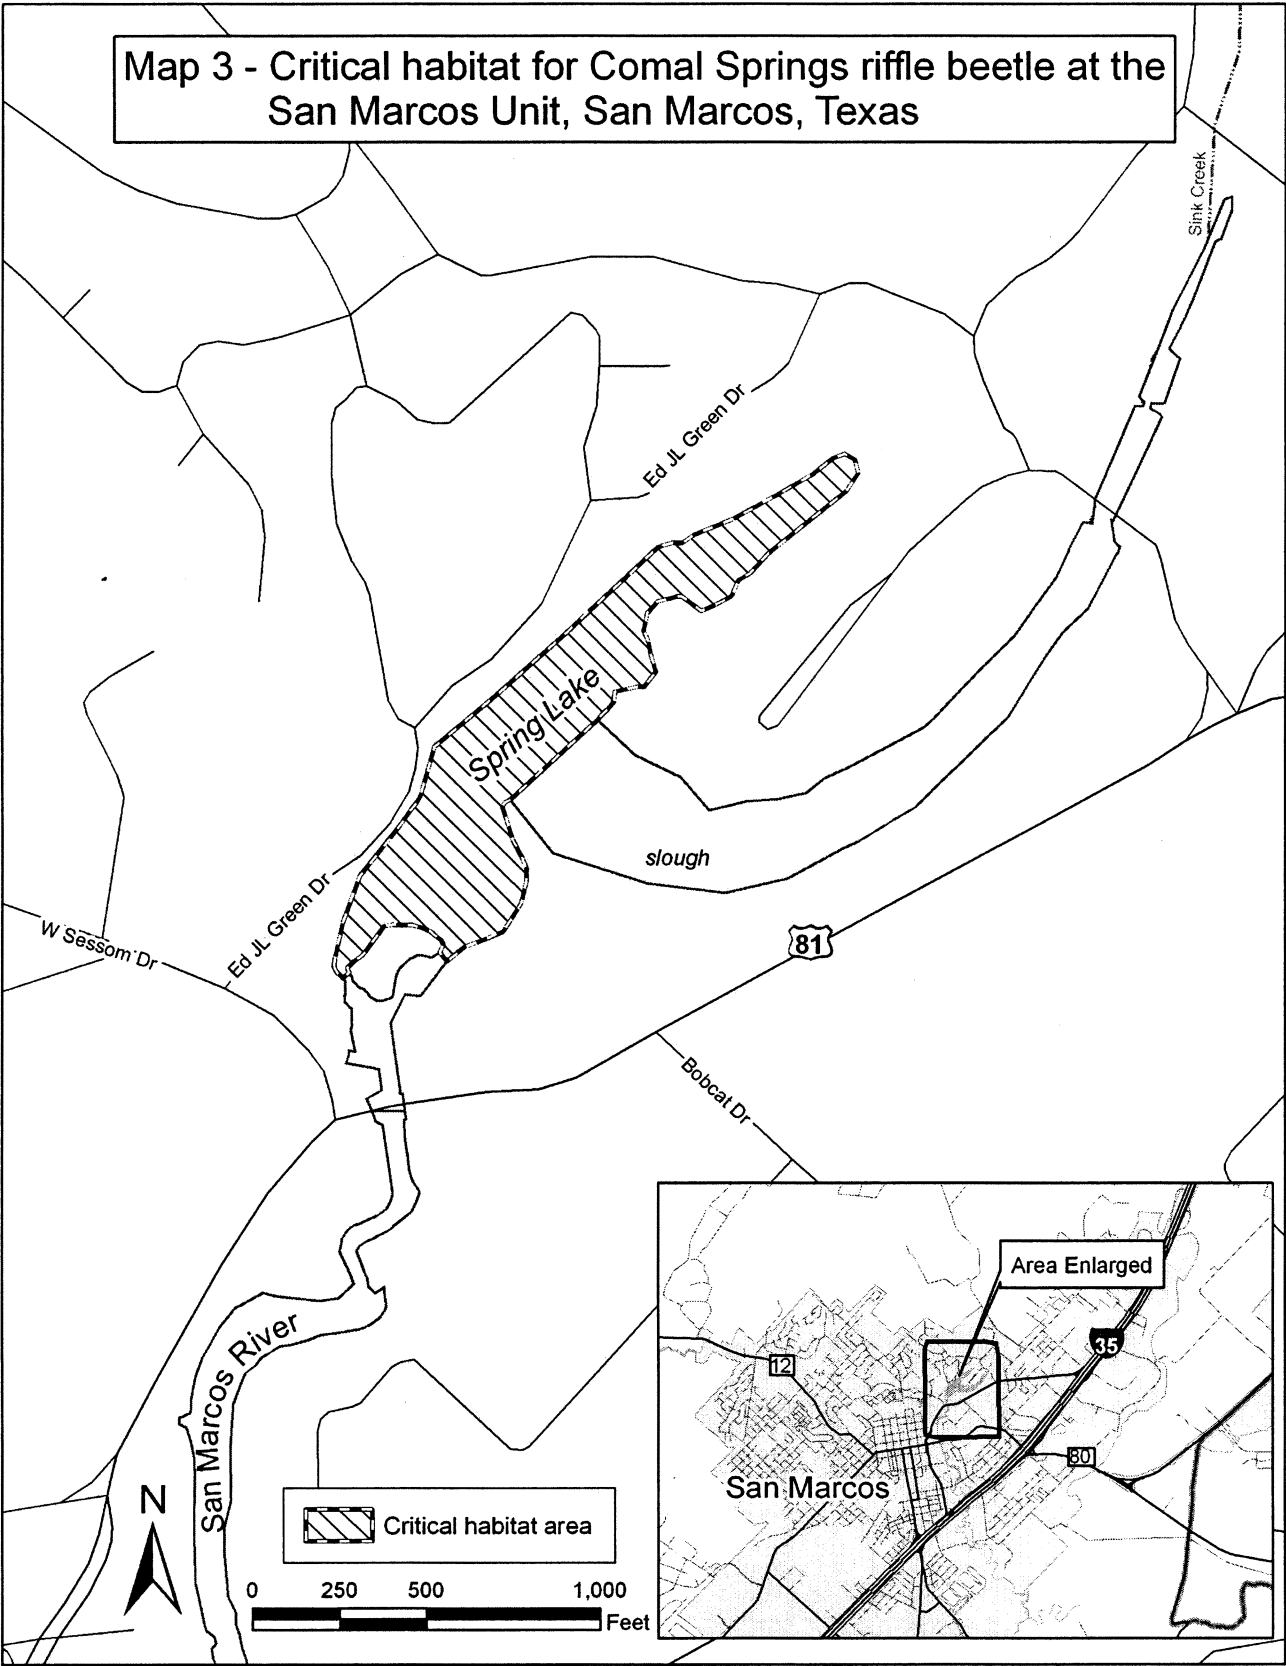 Map 3 - Critical habitat for Comal Springs riffle beetle at the
San Marcos Unit, San Marcos, Texas
Sink Creek
Ed JL Green Dr
Spring Lake
slough
Ed JL Green Dr
W Sessom Dr
81
Bobcat Dr
San Marcos River
Area Enlarged
35
12
80
San Marcos
N
Critical habitat area
0 250 500 1,000
Feet